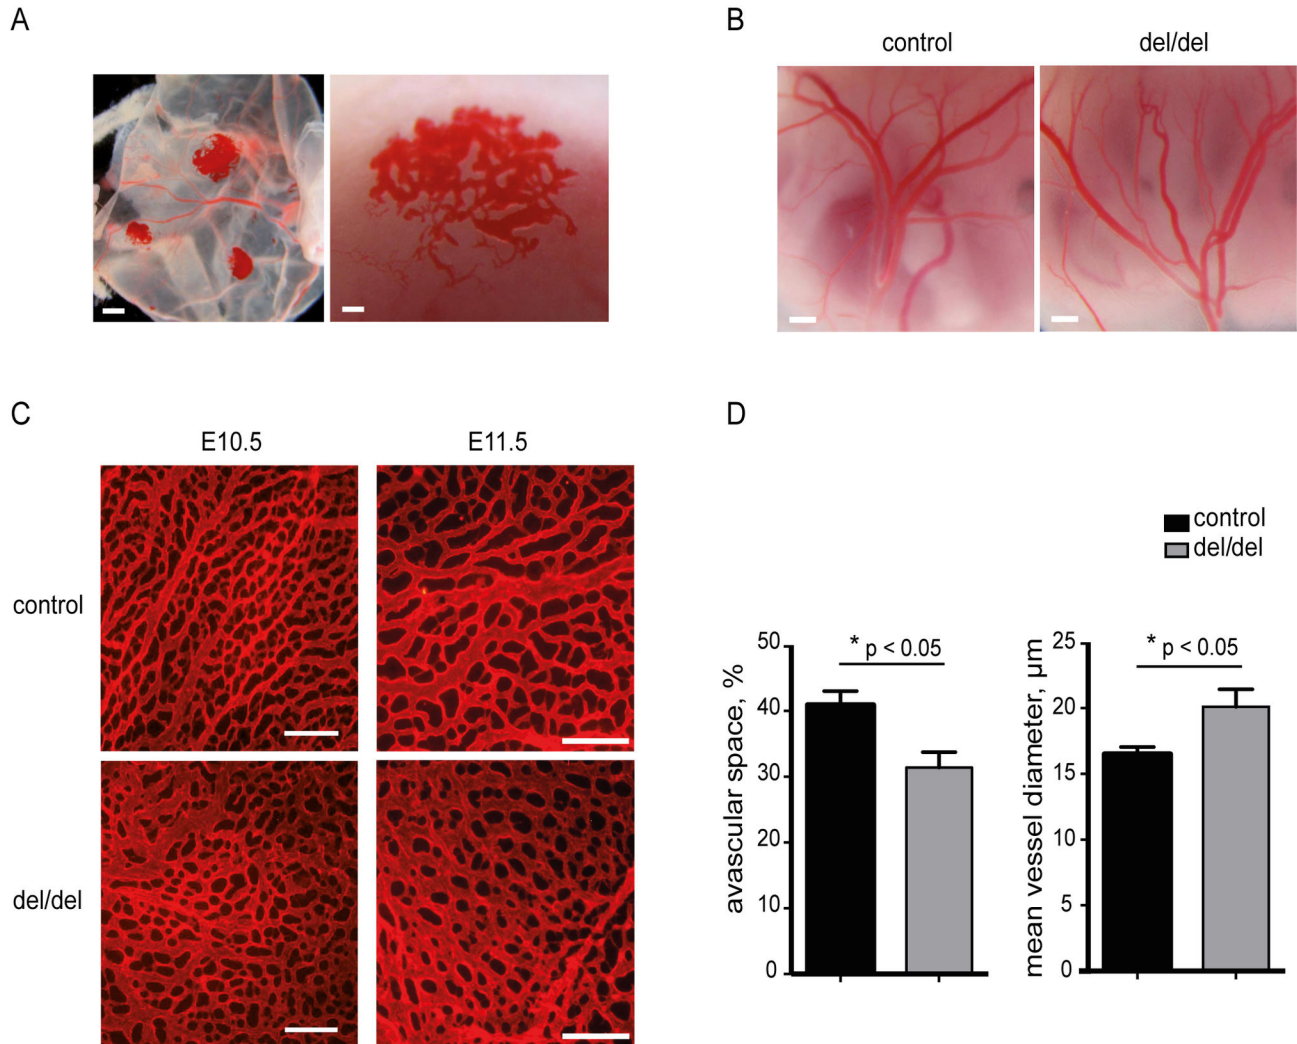 A
B
control
del/del
C
E10.5
E11.5
control
del/del
D
control
del/del
avascular space, %
50
40
30
20
10
0
* p < 0.05
mean vessel diameter, µm
25
20
15
10
5
0
* p < 0.05